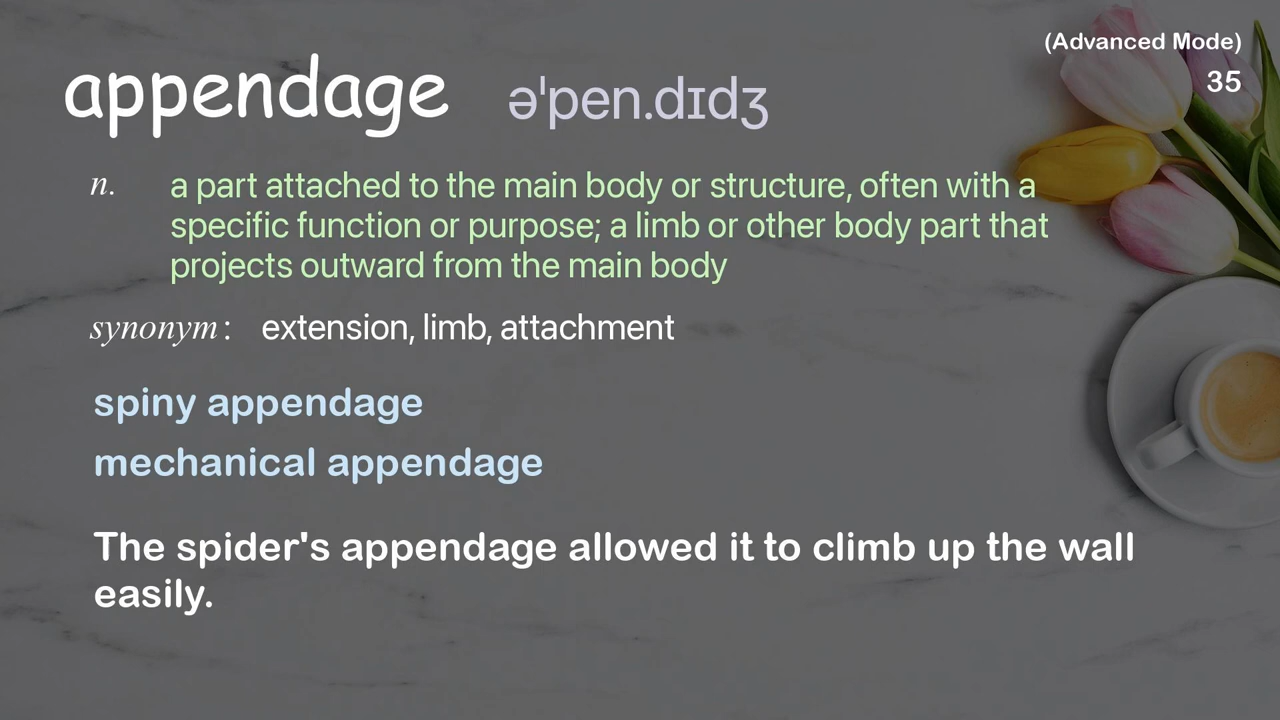 (Advanced Mode)
35
appendage əˈpen.dɪdʒ
n. a part attached to the main body or structure, often with a
specific function or purpose; a limb or other body part that
projects outward from the main body
synonym: extension, limb, attachment
spiny appendage
mechanical appendage
The spider's appendage allowed it to climb up the wall
easily.